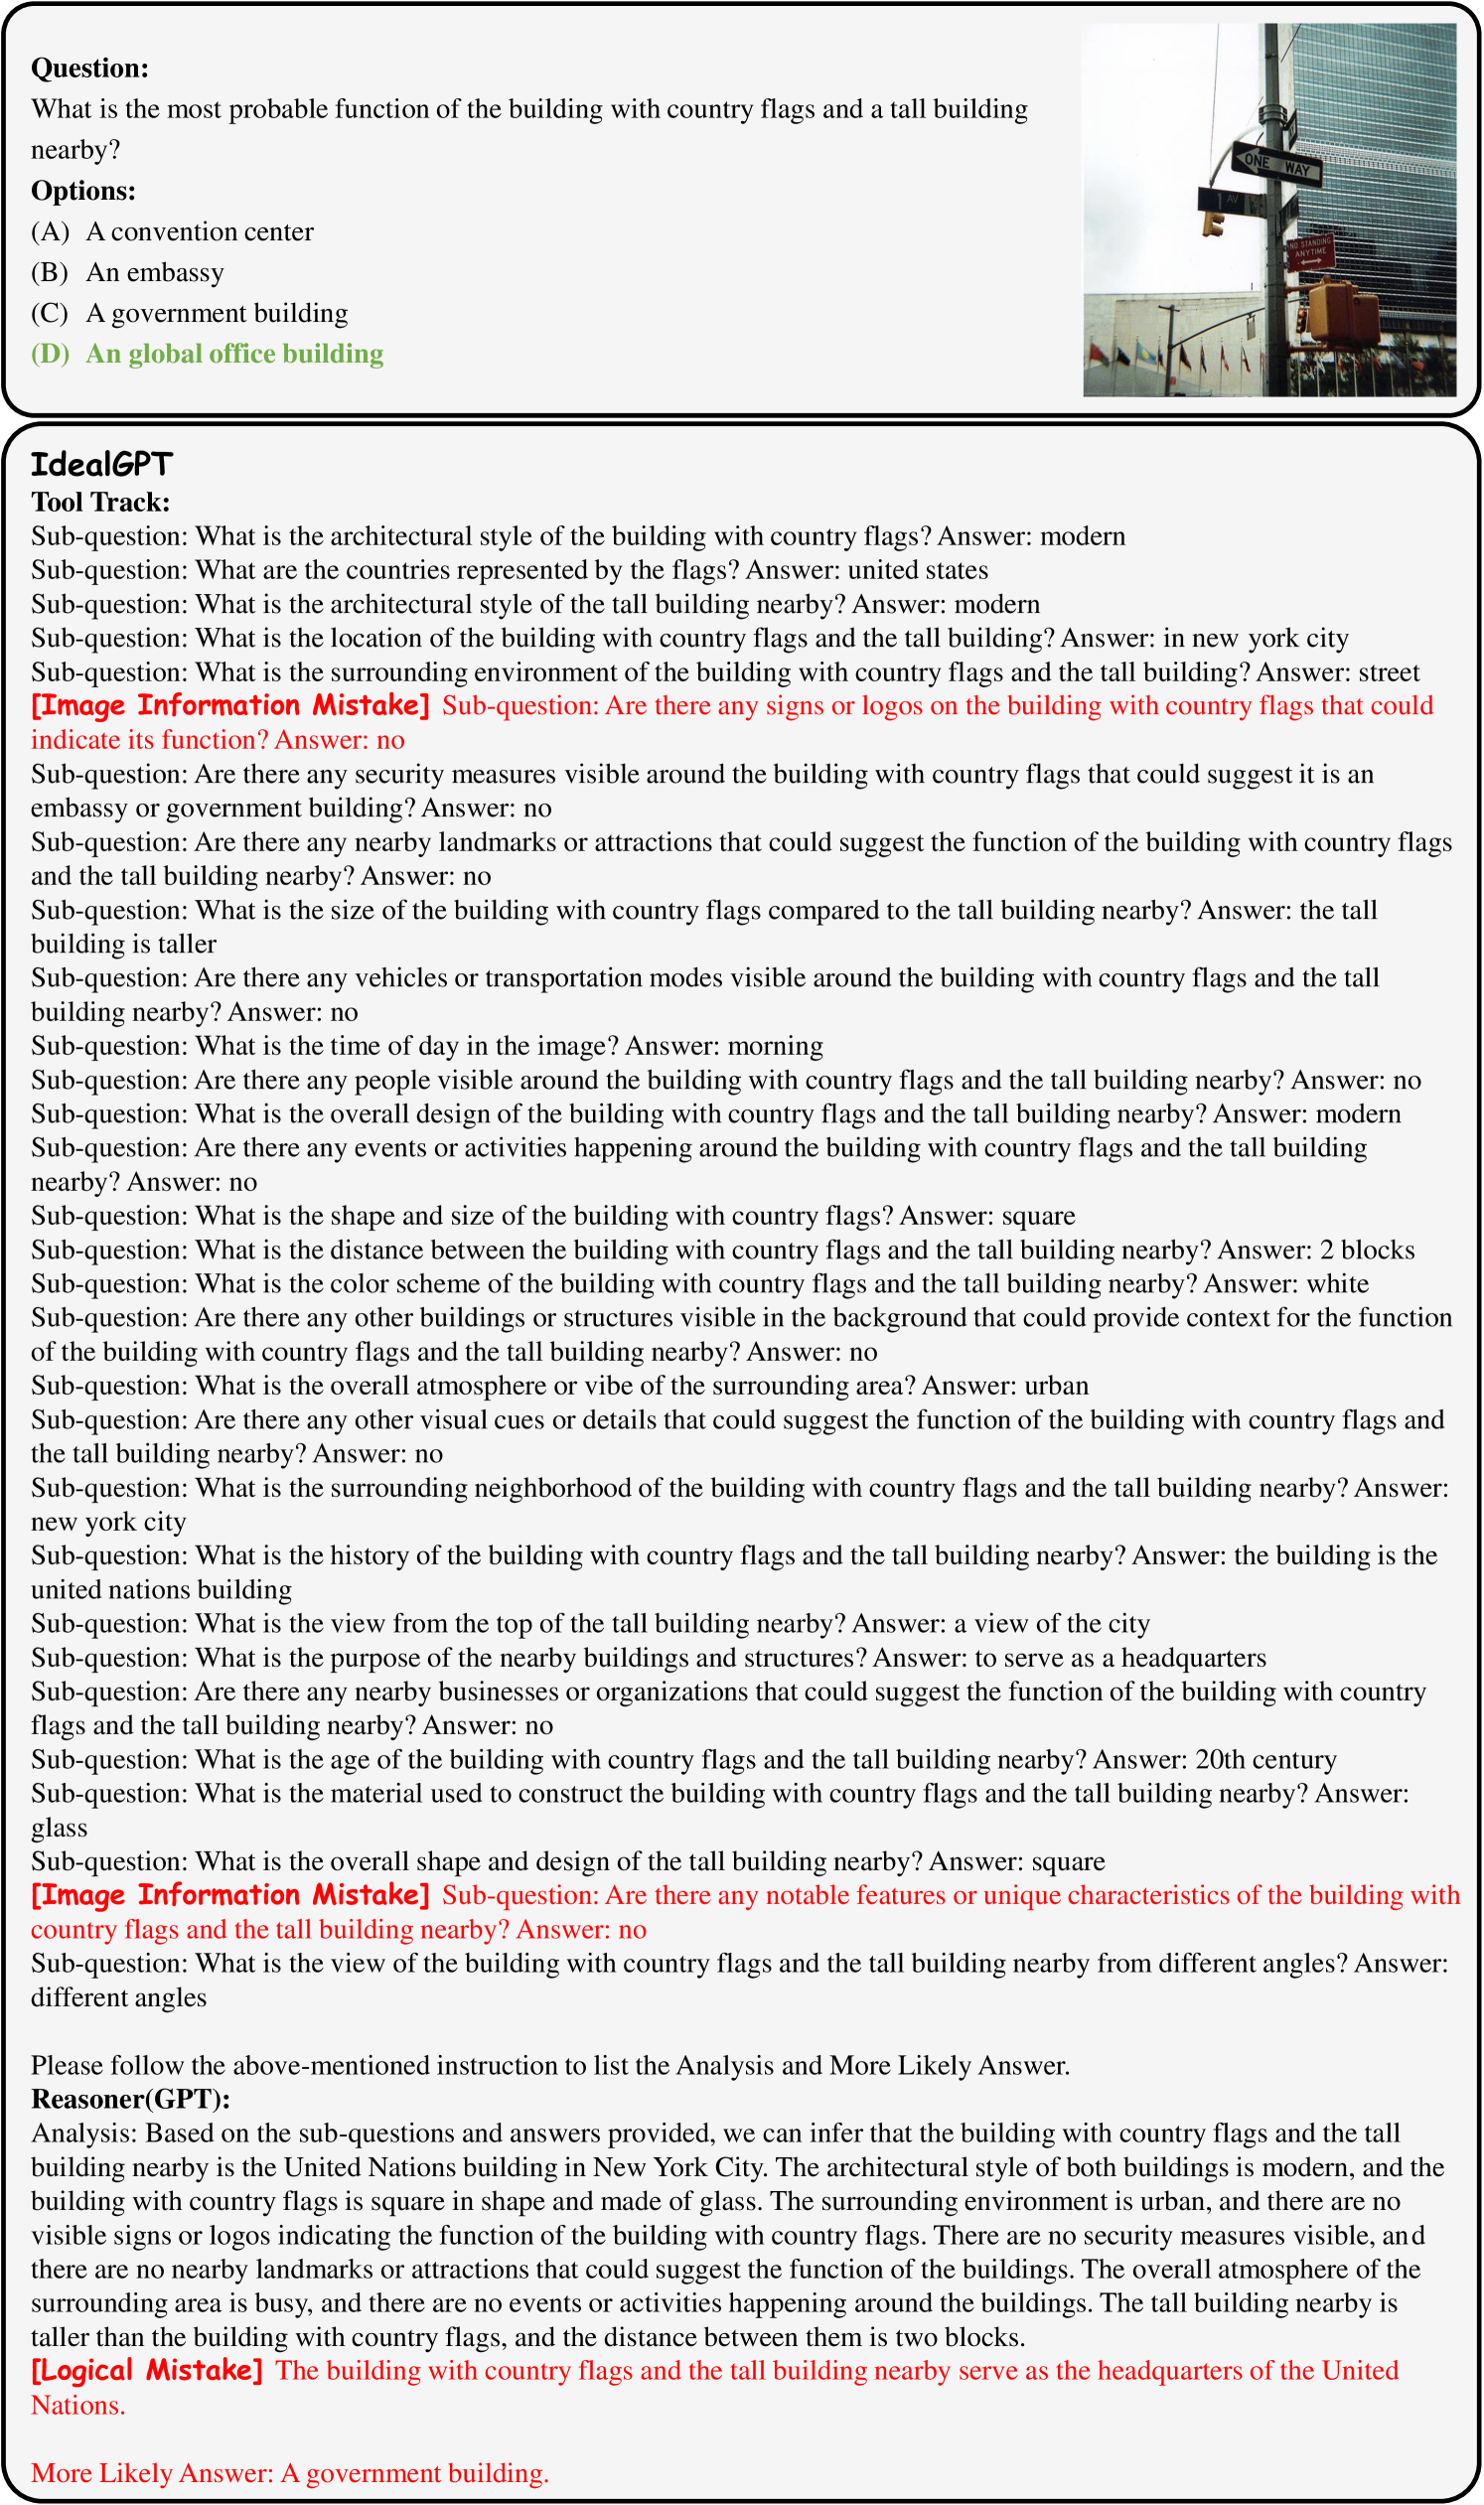 Question:
What is the most probable function of the building with country flags and a tall building
nearby?
Options:
(A) A convention center
(B) An embassy
(C) A government building
(D) An global office building
ONE WAY
1 AV
NO STANDING
ANYTIME
IdealGPT
Tool Track:
Sub-question: What is the architectural style of the building with country flags? Answer: modern
Sub-question: What are the countries represented by the flags? Answer: united states
Sub-question: What is the architectural style of the tall building nearby? Answer: modern
Sub-question: What is the location of the building with country flags and the tall building? Answer: in new york city
Sub-question: What is the surrounding environment of the building with country flags and the tall building? Answer: street
[Image Information Mistake] Sub-question: Are there any signs or logos on the building with country flags that could
indicate its function? Answer: no
Sub-question: Are there any security measures visible around the building with country flags that could suggest it is an
embassy or government building? Answer: no
Sub-question: Are there any nearby landmarks or attractions that could suggest the function of the building with country flags
and the tall building nearby? Answer: no
Sub-question: What is the size of the building with country flags compared to the tall building nearby? Answer: the tall
building is taller
Sub-question: Are there any vehicles or transportation modes visible around the building with country flags and the tall
building nearby? Answer: no
Sub-question: What is the time of day in the image? Answer: morning
Sub-question: Are there any people visible around the building with country flags and the tall building nearby? Answer: no
Sub-question: What is the overall design of the building with country flags and the tall building nearby? Answer: modern
Sub-question: Are there any events or activities happening around the building with country flags and the tall building
nearby? Answer: no
Sub-question: What is the shape and size of the building with country flags? Answer: square
Sub-question: What is the distance between the building with country flags and the tall building nearby? Answer: 2 blocks
Sub-question: What is the color scheme of the building with country flags and the tall building nearby? Answer: white
Sub-question: Are there any other buildings or structures visible in the background that could provide context for the function
of the building with country flags and the tall building nearby? Answer: no
Sub-question: What is the overall atmosphere or vibe of the surrounding area? Answer: urban
Sub-question: Are there any other visual cues or details that could suggest the function of the building with country flags and
the tall building nearby? Answer: no
Sub-question: What is the surrounding neighborhood of the building with country flags and the tall building nearby? Answer:
new york city
Sub-question: What is the history of the building with country flags and the tall building nearby? Answer: the building is the
united nations building
Sub-question: What is the view from the top of the tall building nearby? Answer: a view of the city
Sub-question: What is the purpose of the nearby buildings and structures? Answer: to serve as a headquarters
Sub-question: Are there any nearby businesses or organizations that could suggest the function of the building with country
flags and the tall building nearby? Answer: no
Sub-question: What is the age of the building with country flags and the tall building nearby? Answer: 20th century
Sub-question: What is the material used to construct the building with country flags and the tall building nearby? Answer:
glass
Sub-question: What is the overall shape and design of the tall building nearby? Answer: square
[Image Information Mistake] Sub-question: Are there any notable features or unique characteristics of the building with
country flags and the tall building nearby? Answer: no
Sub-question: What is the view of the building with country flags and the tall building nearby from different angles? Answer:
different angles
Please follow the above-mentioned instruction to list the Analysis and More Likely Answer.
Reasoner(GPT):
Analysis: Based on the sub-questions and answers provided, we can infer that the building with country flags and the tall
building nearby is the United Nations building in New York City. The architectural style of both buildings is modern, and the
building with country flags is square in shape and made of glass. The surrounding environment is urban, and there are no
visible signs or logos indicating the function of the building with country flags. There are no security measures visible, and
there are no nearby landmarks or attractions that could suggest the function of the buildings. The overall atmosphere of the
surrounding area is busy, and there are no events or activities happening around the buildings. The tall building nearby is
taller than the building with country flags, and the distance between them is two blocks.
[Logical Mistake] The building with country flags and the tall building nearby serve as the headquarters of the United
Nations.
More Likely Answer: A government building.